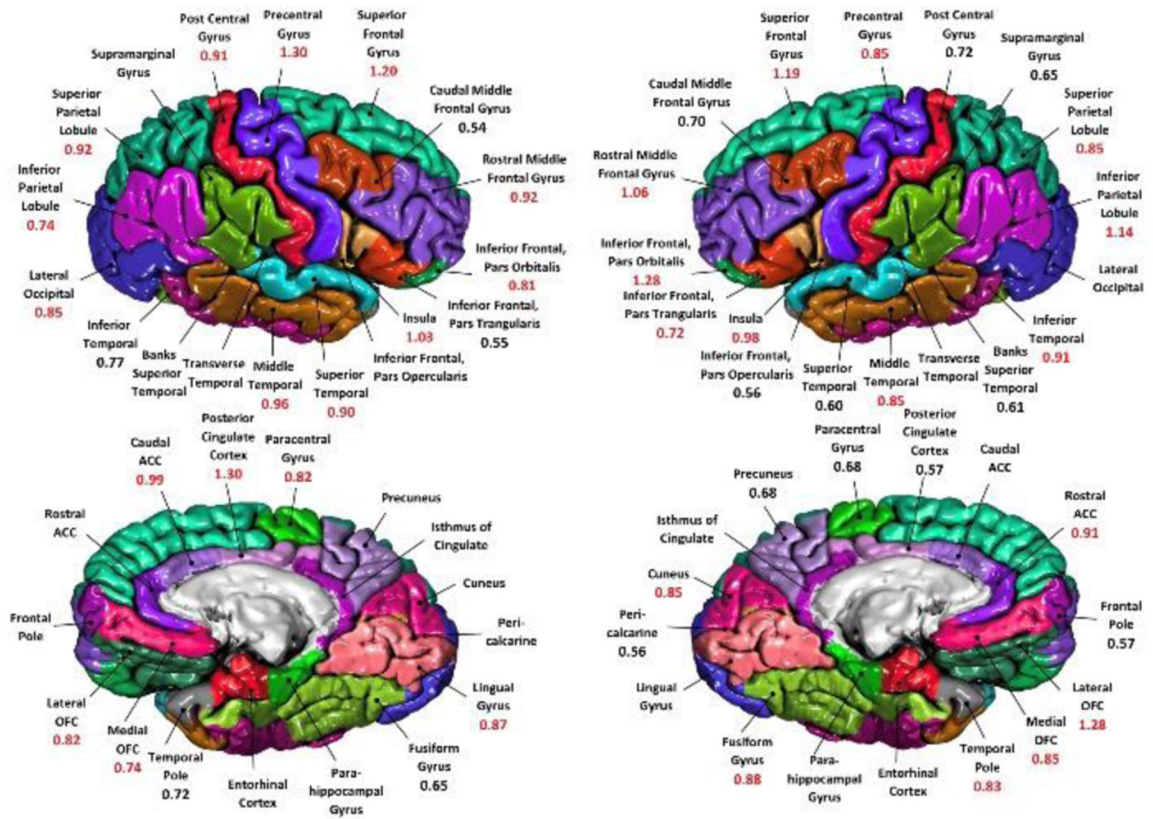 Post Central
Gyrus
0.91
Precentral
Gyrus
1.30
Superior
Frontal
Gyrus
1.20
Supramarginal
Gyrus
Caudal Middle
Frontal Gyrus
0.54
Superior
Parietal
Lobule
0.92
Rostral Middle
Frontal Gyrus
0.92
Inferior
Parietal
Lobule
0.74
Inferior Frontal,
Pars Orbitalis
0.81
Lateral
Occipital
0.85
Inferior Frontal,
Pars Trangularis
0.55
Insula
1.03
Inferior
Temporal
0.77
Banks
Superior
Temporal
Transverse
Temporal
Middle
Temporal
0.96
Superior
Temporal
0.90
Inferior Frontal,
Pars Opercularis
Superior
Frontal
Gyrus
1.19
Precentral
Gyrus
0.85
Post Central
Gyrus
0.72
Supramarginal
Gyrus
0.65
Caudal Middle
Frontal Gyrus
0.70
Superior
Parietal
Lobule
0.85
Rostral Middle
Frontal Gyrus
1.06
Inferior
Parietal
Lobule
1.14
Inferior Frontal,
Pars Orbitalis
1.28
Lateral
Occipital
Inferior Frontal,
Pars Trangularis
0.72
Insula
0.98
Inferior
Temporal
0.91
Inferior Frontal,
Pars Opercularis
0.56
Superior
Temporal
0.60
Middle
Temporal
0.85
Transverse
Temporal
Banks
Superior
Temporal
0.61
Caudal
ACC
0.99
Posterior
Cingulate
Cortex
1.30
Paracentral
Gyrus
0.82
Precuneus
Rostral
ACC
Isthmus of
Cingulate
Cuneus
Frontal
Pole
Peri-
calcarine
Lateral
OFC
0.82
Medial
OFC
0.74
Temporal
Pole
0.72
Entorhinal
Cortex
Para-
hippocampal
Gyrus
Fusiform
Gyrus
0.65
Lingual
Gyrus
0.87
Paracentral
Gyrus
0.68
Posterior
Cingulate
Cortex
0.57
Caudal
ACC
Precuneus
0.68
Rostral
ACC
0.91
Isthmus of
Cingulate
Cuneus
0.85
Frontal
Pole
0.57
Peri-
calcarine
0.56
Lingual
Gyrus
Lateral
OFC
1.28
Fusiform
Gyrus
0.88
Para-
hippocampal
Gyrus
Entorhinal
Cortex
Temporal
Pole
0.83
Medial
OFC
0.85